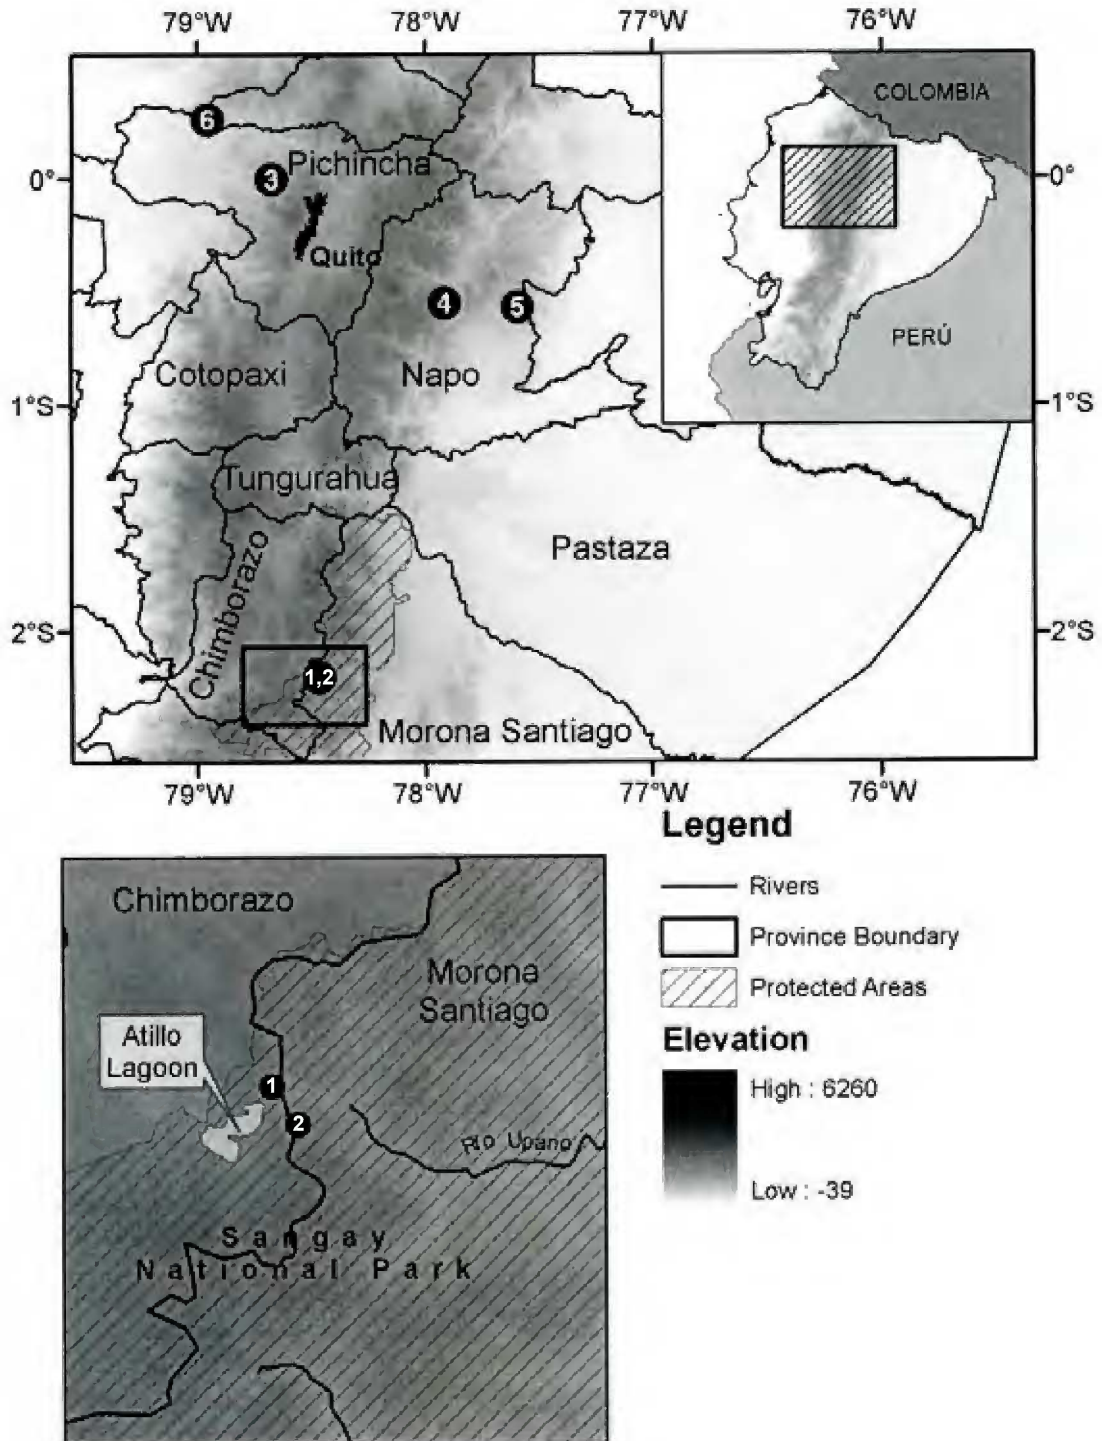 79°W 78°W 77°W 76°W
COLOMBIA
6
Pichincha
3
0° 0°
Quito
4 5
PERÚ
Cotopaxi Napo
1°S 1°S
Tungurahua
Pastaza
Chimborazo
2°S 2°S
1,2
Morona Santiago
79°W 78°W 77°W 76°W
Legend
Rivers
Province Boundary
Protected Areas
Elevation
High : 6260
Low : -39
Chimborazo
Morona
Santiago
Atillo
Lagoon
1
2
Río Upano
Sangay
National Park